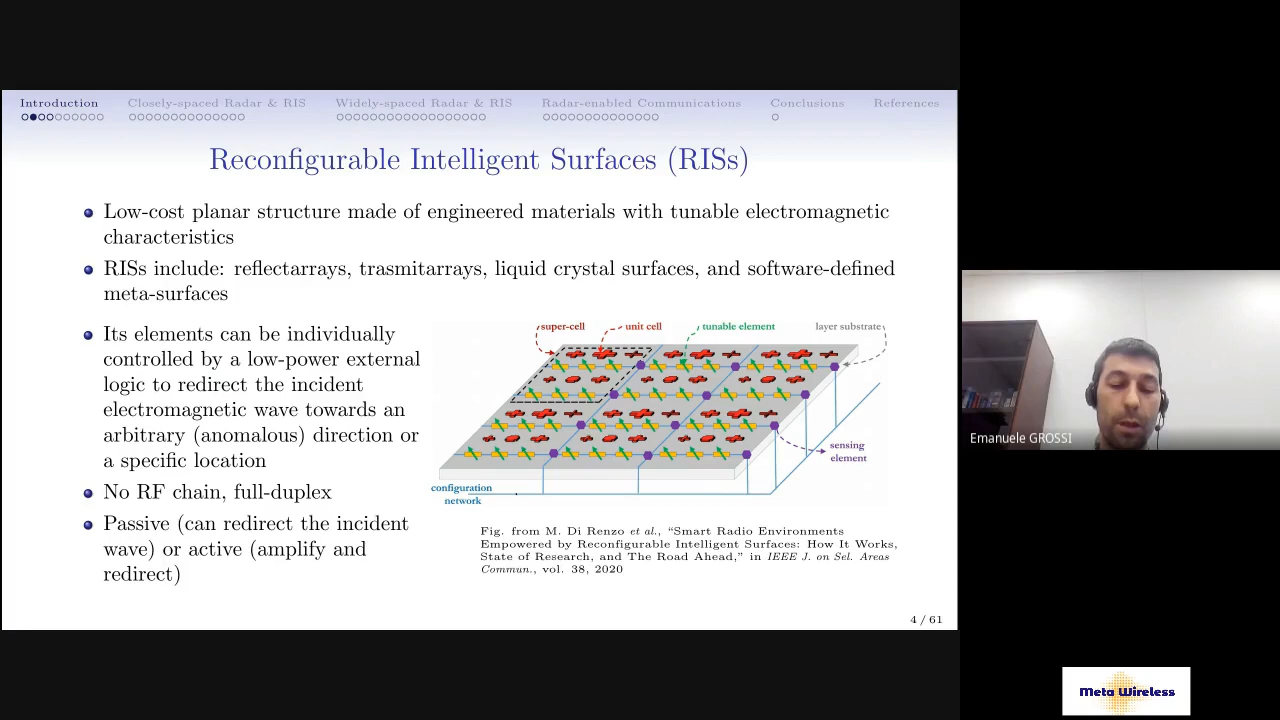 Introduction Closely-spaced Radar & RIS Widely-spaced Radar & RIS Radar-enabled Communications Conclusions References
Reconfigurable Intelligent Surfaces (RISs)
Low-cost planar structure made of engineered materials with tunable electromagnetic
characteristics
RISs include: reflectarrays, trasmitarrays, liquid crystal surfaces, and software-defined
meta-surfaces
Its elements can be individually
controlled by a low-power external
logic to redirect the incident
electromagnetic wave towards an
arbitrary (anomalous) direction or
a specific location
No RF chain, full-duplex
Passive (can redirect the incident
wave) or active (amplify and
redirect)
super-cell unit cell tunable element layer substrate
sensing
element
configuration
network
Fig. from M. Di Renzo et al., “Smart Radio Environments
Empowered by Reconfigurable Intelligent Surfaces: How It Works,
State of Research, and The Road Ahead,” in IEEE J. on Sel. Areas
Commun., vol. 38, 2020
4 / 61
Emanuele GROSSI
Meta Wireless